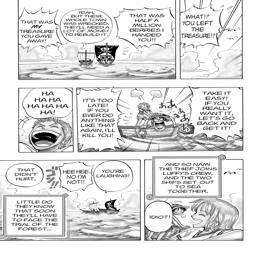 WHAT!?
YOU LEFT
THE
TREASURE!?
THAT WAS
HALF A
MILLION
BERRIES I
HANDED
YOU!!
YEAH,
BUT THEIR
WHOLE TOWN
WAS WRECKED.
THEY'LL NEED A
LOT OF MONEY
TO REBUILD IT.
THAT WAS
MY
TREASURE
YOU GAVE
AWAY!
TAKE IT
EASY!
IF YOU
REALLY
WANT IT,
LET'S GO
BACK AND
GET IT!
IT'S TOO
LATE!
IF YOU
EVER DO
ANYTHING
LIKE THAT
AGAIN, I'LL
KILL YOU!
HA
HA HA
HA HA HA
HA HA
AND SO NAMI
THE THIEF JOINS
LUFFY'S CREW,
AND THE TWO
SHIPS SET OUT
TO SEA
TOGETHER.
IDIOT!
YOU'RE
LAUGHING!
HEE HEE.
NO I'M
NOT!!
THAT
DIDN'T
HURT.
LITTLE DO
THEY KNOW
THAT SOON
THEY'LL HAVE
TO FACE THE
TRIAL OF THE
FOREST...